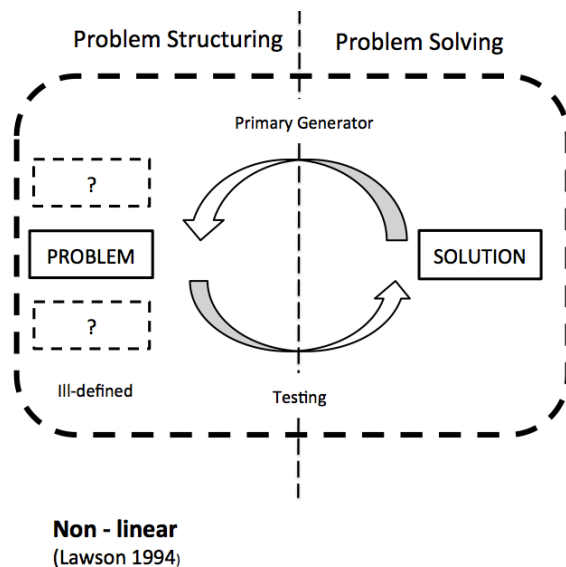 Problem Structuring
Problem Solving
Primary Generator
?
PROBLEM
SOLUTION
?
Ill-defined
Testing
Non - linear
(Lawson 1994)